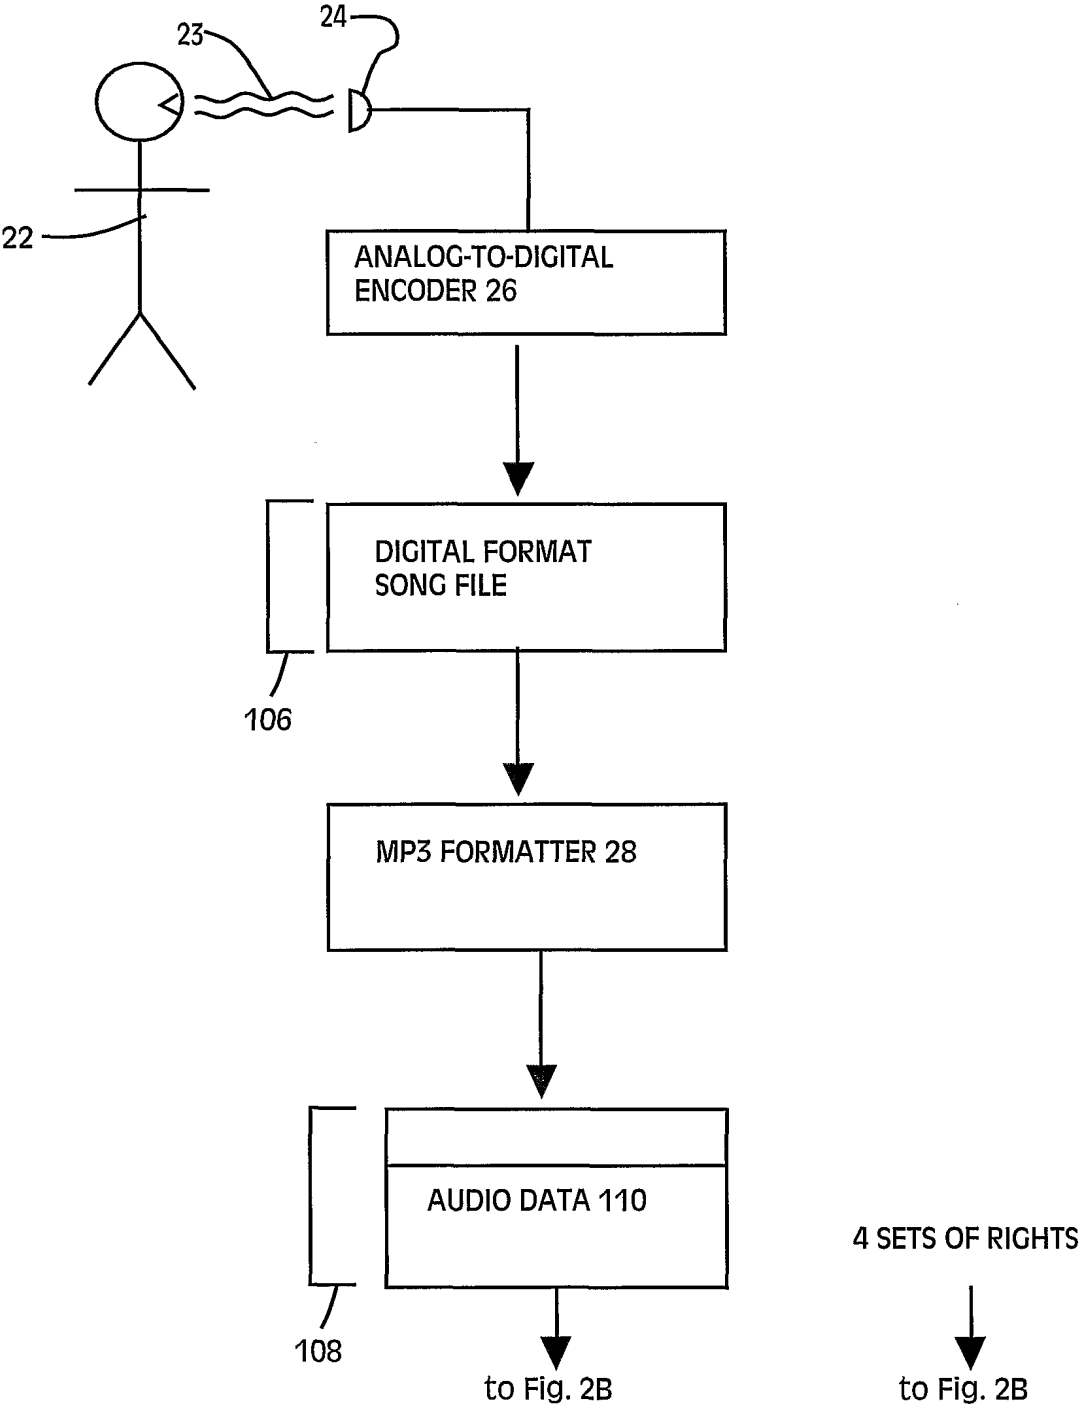 24
23
22
ANALOG-TO-DIGITAL
ENCODER 26
DIGITAL FORMAT
SONG FILE
106
MP3 FORMATTER 28
AUDIO DATA 110
4 SETS OF RIGHTS
108
to Fig. 2B
to Fig. 2B